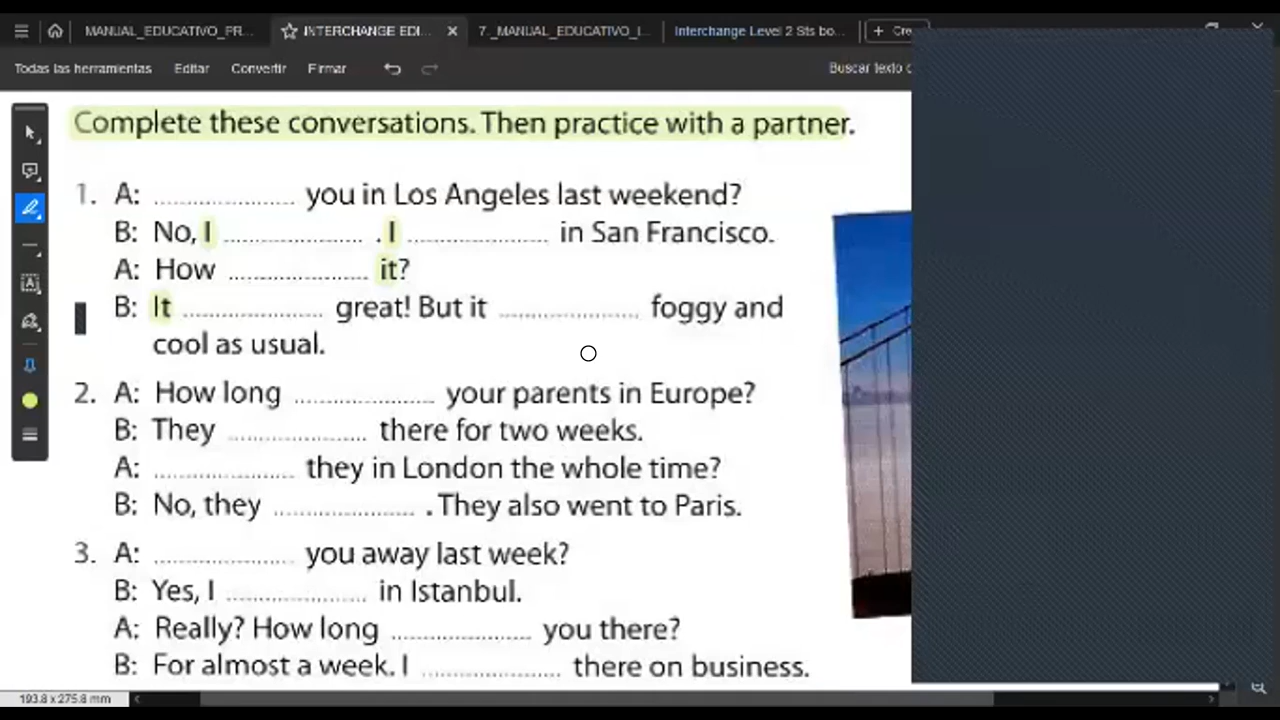 MANUAL_EDUCATIVO_PR...
INTERCHANGE EDI...
7._MANUAL_EDUCATIVO_I...
Interchange Level 2 Sts bo...
+ Cre
Todas las herramientas
Editar
Convertir
Firmar
Buscar texto
Complete these conversations. Then practice with a partner.
1. A: ........................ you in Los Angeles last weekend?
B: No, I ........................ . I ........................ in San Francisco.
A: How ........................ it?
B: It ........................ great! But it ........................ foggy and
cool as usual.
2. A: How long ........................ your parents in Europe?
B: They ........................ there for two weeks.
A: ........................ they in London the whole time?
B: No, they ........................ . They also went to Paris.
3. A: ........................ you away last week?
B: Yes, I ........................ in Istanbul.
A: Really? How long ........................ you there?
B: For almost a week. I ........................ there on business.
193.8 x 275.8 mm